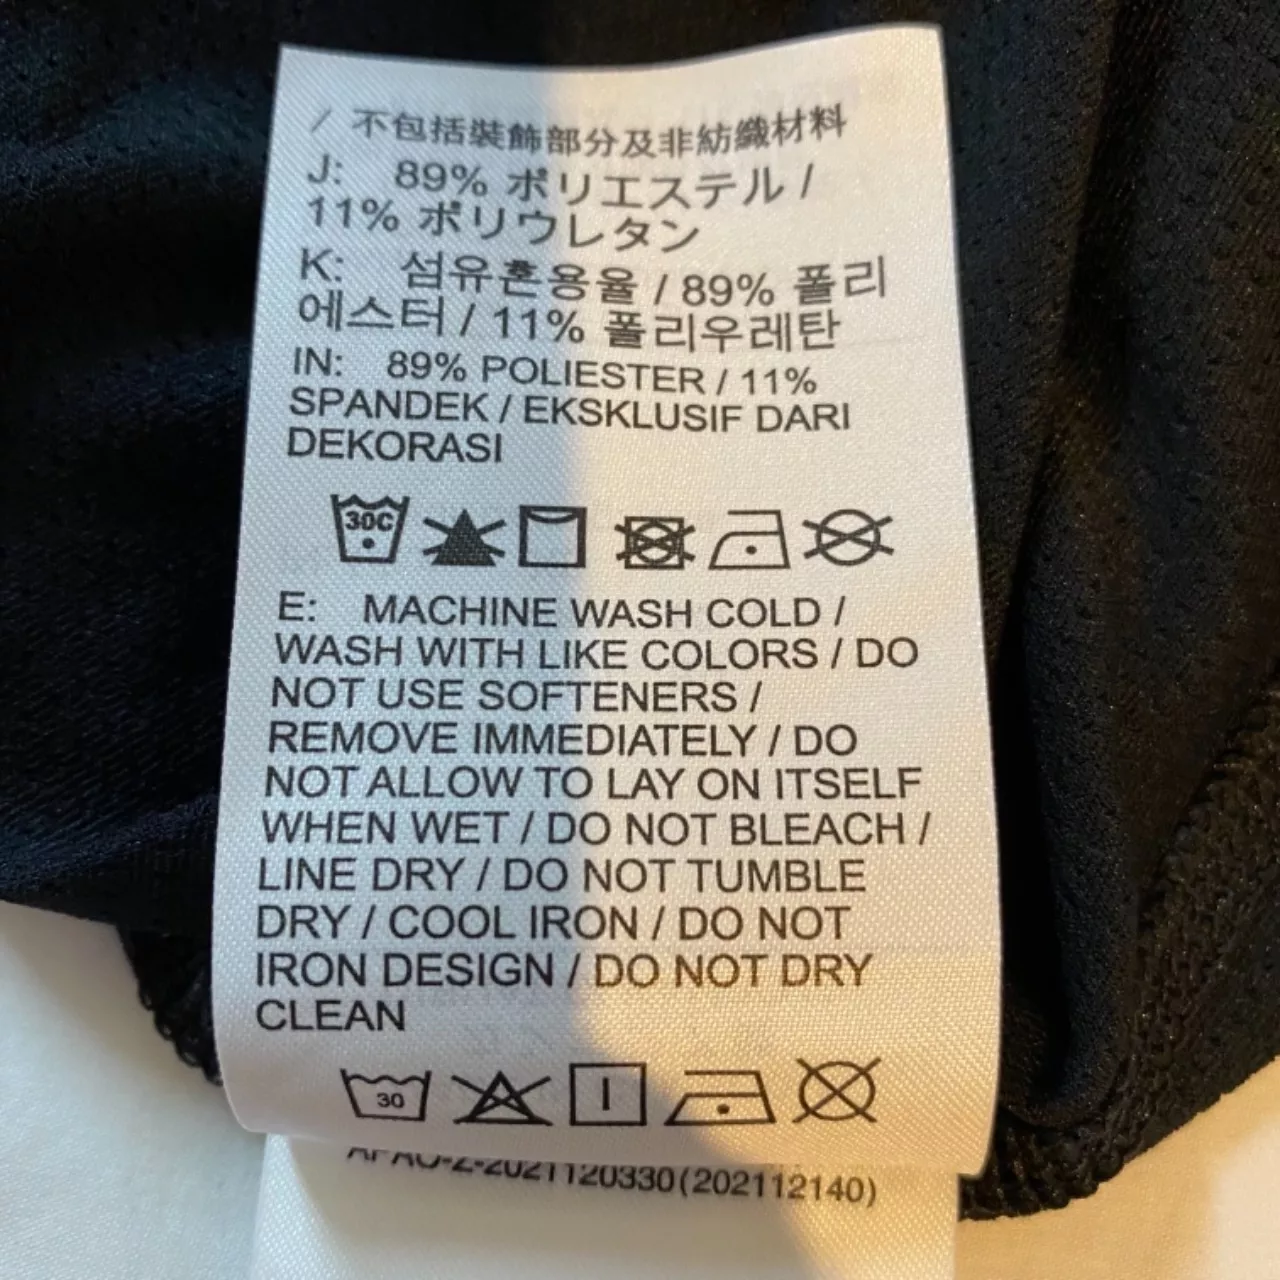 / 不包括裝飾部分及非紡織材料
J: 89% ポリエステル /
11% ポリウレタン
K: 섬유혼용율 / 89% 폴리
에스터 / 11% 폴리우레탄
IN: 89% POLIESTER / 11%
SPANDEK / EKSKLUSIF DARI
DEKORASI
30C
E: MACHINE WASH COLD /
WASH WITH LIKE COLORS / DO
NOT USE SOFTENERS /
REMOVE IMMEDIATELY / DO
NOT ALLOW TO LAY ON ITSELF
WHEN WET / DO NOT BLEACH /
LINE DRY / DO NOT TUMBLE
DRY / COOL IRON / DO NOT
IRON DESIGN / DO NOT DRY
CLEAN
30
2021120330(202112140)